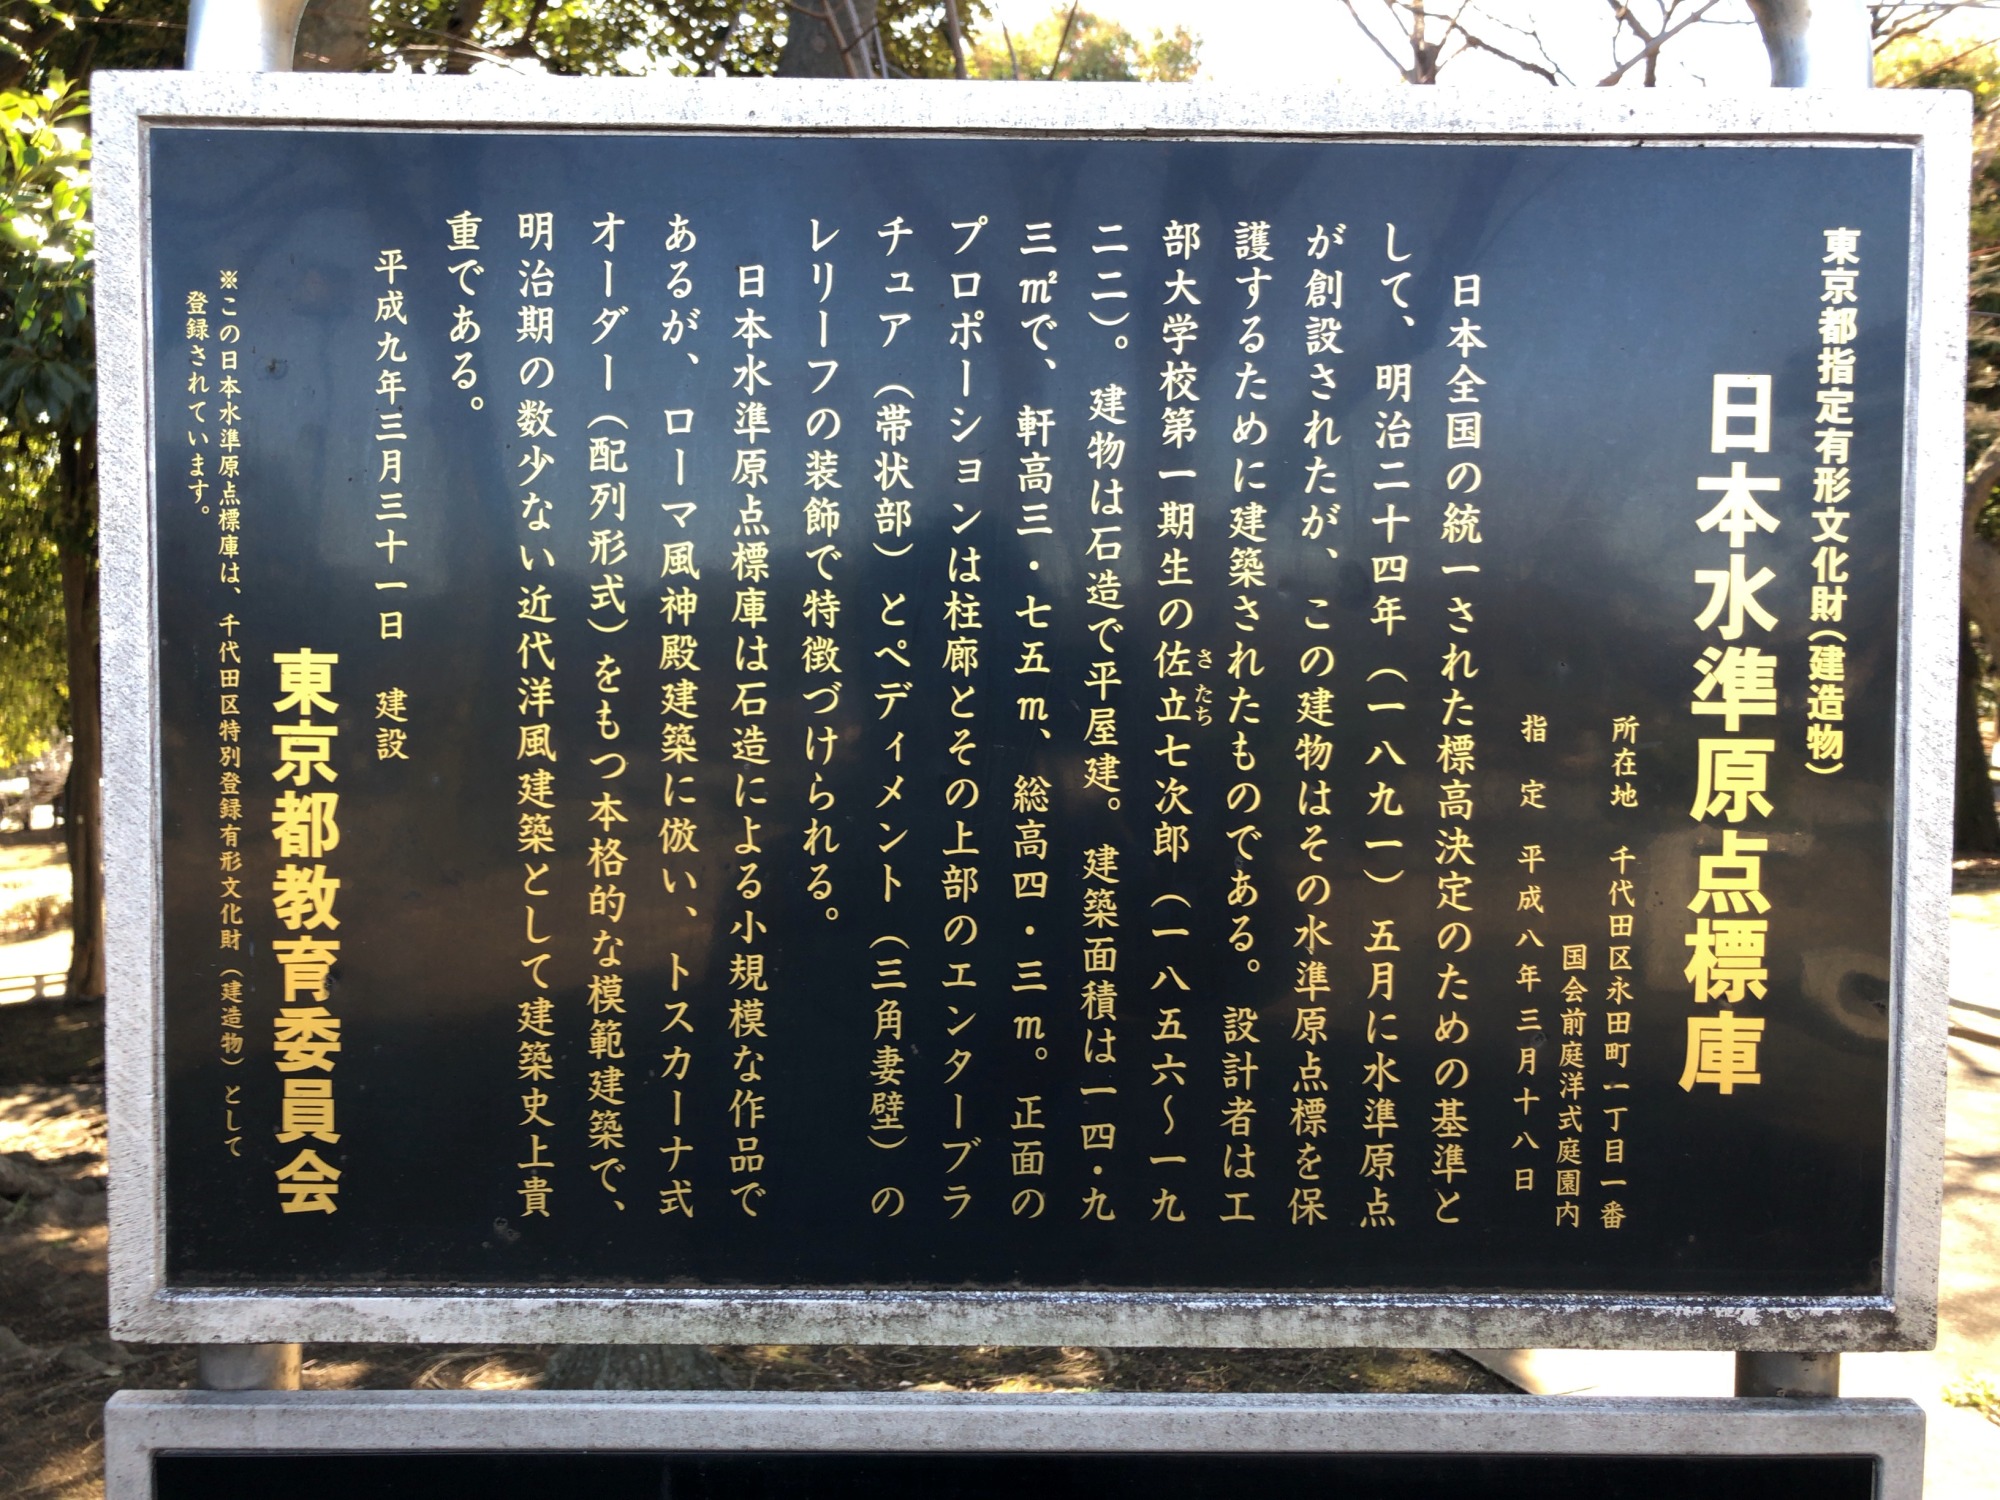 東京都指定有形文化財(建造物)
日本水準原点標庫
所在地 千代田区永田町一丁目一番
国会前庭洋式庭園内
指定 平成八年三月十八日
日本全国の統一された標高決定のための基準と
して、明治二十四年(一八九一)五月に水準原点
が創設されたが、この建物はその水準原点標を保
護するために建築されたものである。設計者は工
部大学校第一期生の佐立七次郎(一八五六〜一九
さたち
二二)。建物は石造で平屋建。建築面積は一四・九
三㎡で、軒高三・七五m、総高四・三m。正面の
プロポーションは柱廊とその上部のエンターブラ
チュア(帯状部)とペディメント(三角妻壁)の
レリーフの装飾で特徴づけられる。
日本水準原点標庫は石造による小規模な作品で
あるが、ローマ風神殿建築に倣い、トスカーナ式
オーダー(配列形式)をもつ本格的な模範建築で、
明治期の数少ない近代洋風建築として建築史上貴
重である。
平成九年三月三十一日 建設
東京都教育委員会
※この日本水準原点標庫は、千代田区特別登録有形文化財(建造物)として
登録されています。